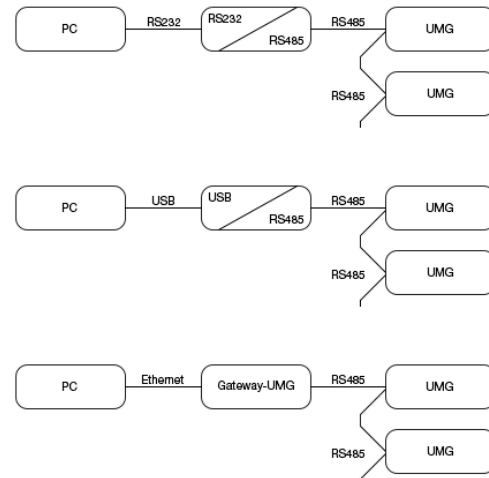 PC RS232 RS232 RS485 RS485 UMG
RS485 UMG
PC USB USB RS485 RS485 UMG
RS485 UMG
PC Ethernet Gateway-UMG RS485 UMG
RS485 UMG